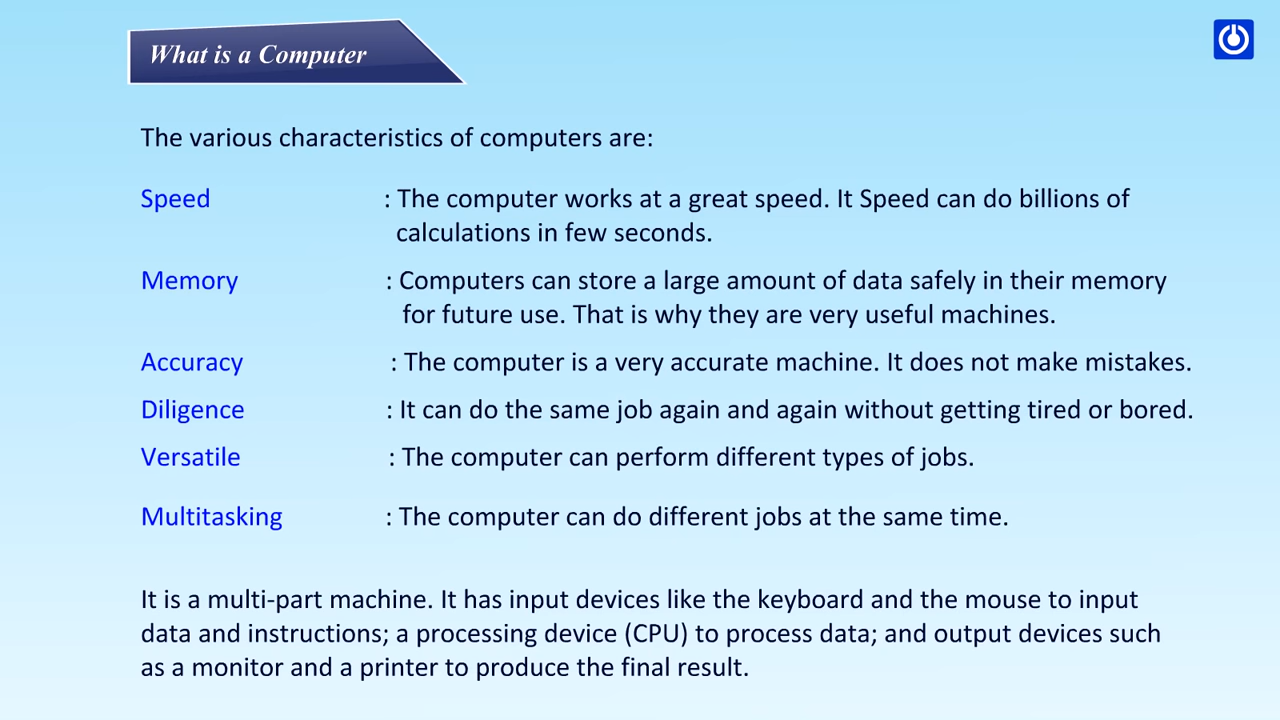 What is a Computer
The various characteristics of computers are:
Speed : The computer works at a great speed. It Speed can do billions of
calculations in few seconds.
Memory : Computers can store a large amount of data safely in their memory
for future use. That is why they are very useful machines.
Accuracy : The computer is a very accurate machine. It does not make mistakes.
Diligence : It can do the same job again and again without getting tired or bored.
Versatile : The computer can perform different types of jobs.
Multitasking : The computer can do different jobs at the same time.
It is a multi-part machine. It has input devices like the keyboard and the mouse to input
data and instructions; a processing device (CPU) to process data; and output devices such
as a monitor and a printer to produce the final result.